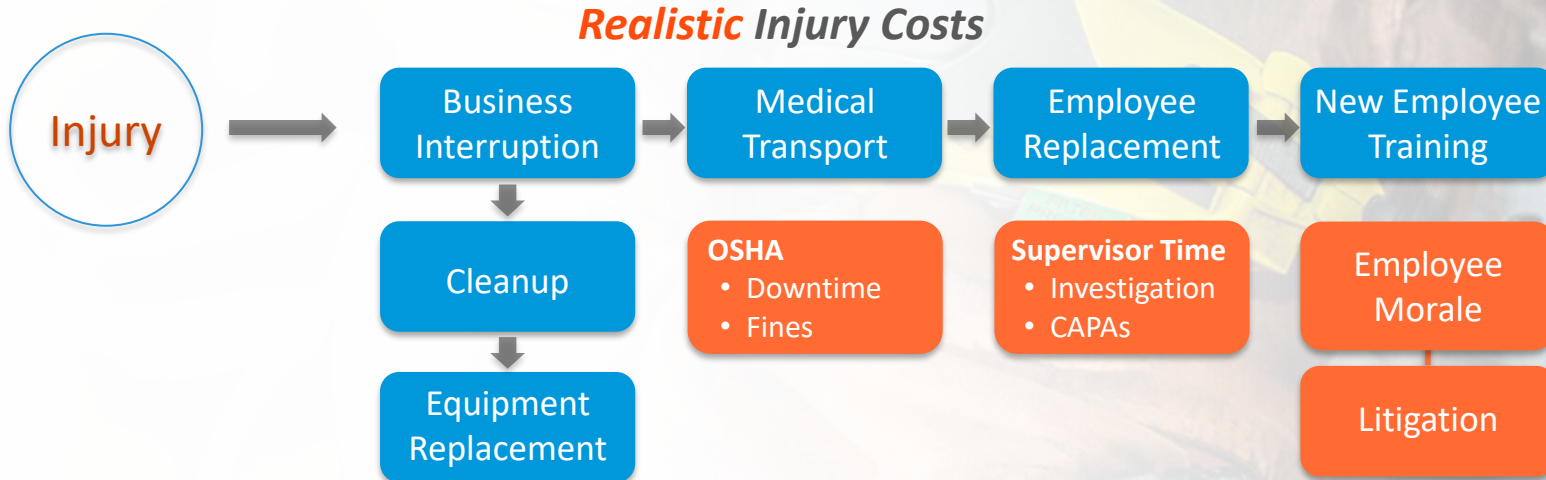 Realistic Injury Costs
Injury
Business
Interruption
Medical
Transport
Employee
Replacement
New Employee
Training
Cleanup
OSHA
• Downtime
• Fines
Supervisor Time
• Investigation
• CAPAs
Employee
Morale
Equipment
Replacement
Litigation